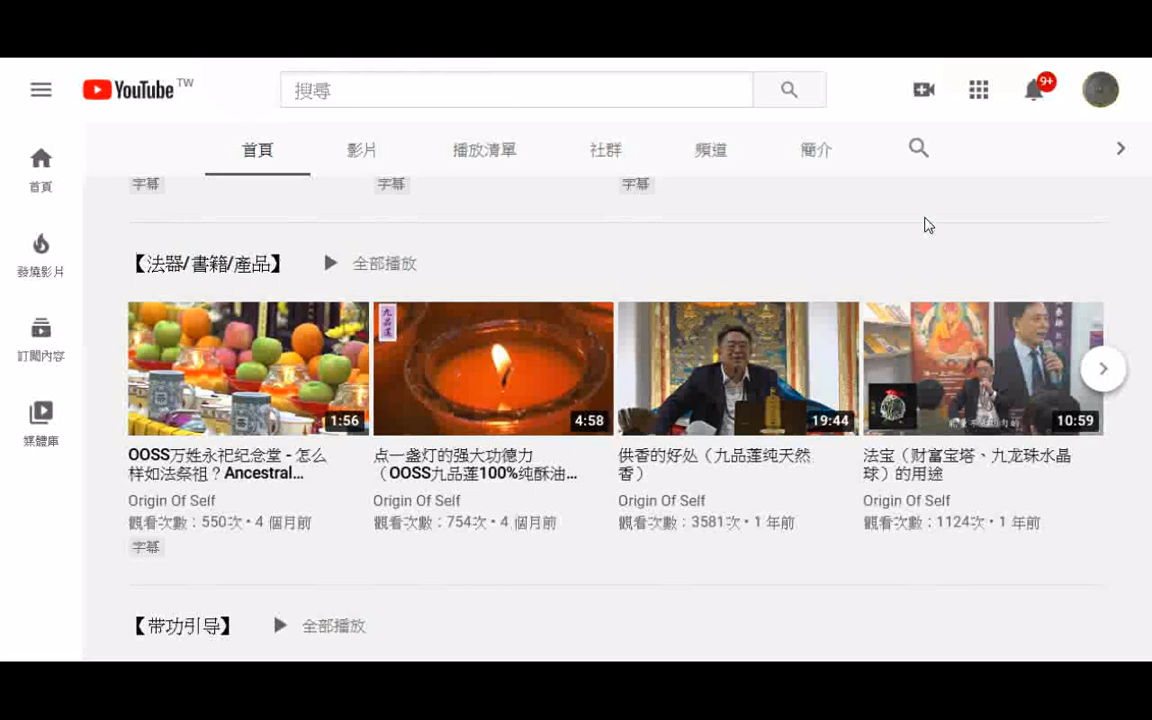 YouTube TW
搜尋
9+
首頁
影片
播放清單
社群
頻道
簡介
首頁
發燒影片
訂閱內容
媒體庫
字幕
字幕
字幕
【法器/書籍/產品】
全部播放
九品蓮
茶
茶
1:56
4:58
19:44
10:59
OOSS万姓永祀纪念堂 - 怎么
样如法祭祖？Ancestral...
Origin Of Self
觀看次數：550次 • 4 個月前
字幕
点一盏灯的强大功德力
（OOSS九品莲100%纯酥油...
Origin Of Self
觀看次數：754次 • 4 個月前
供香的好处（九品莲纯天然
香）
Origin Of Self
觀看次數：3581次 • 1 年前
法宝（财富宝塔、九龙珠水晶
球）的用途
Origin Of Self
觀看次數：1124次 • 1 年前
【带功引导】
全部播放